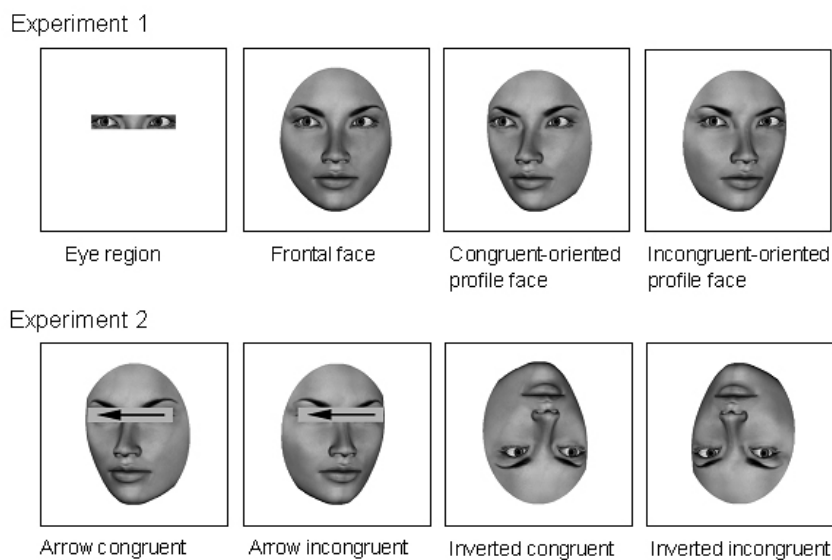 Experiment 1
Eye region
Frontal face
Congruent-oriented
profile face
Incongruent-oriented
profile face
Experiment 2
Arrow congruent
Arrow incongruent
Inverted congruent
Inverted incongruent